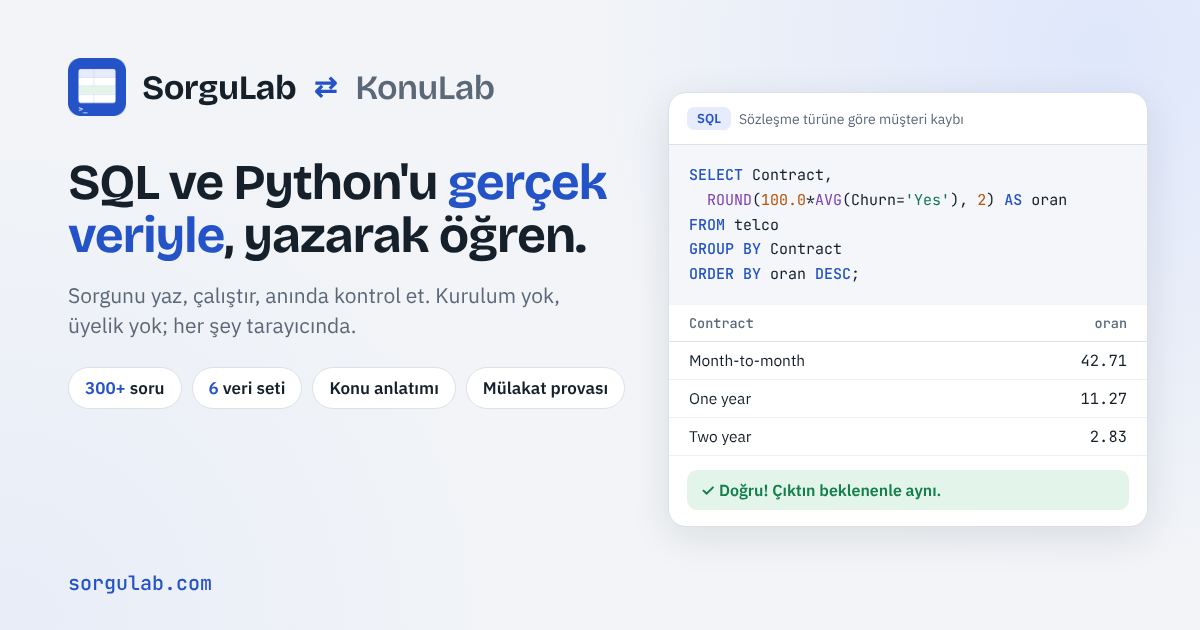 >_
SorguLab ⇄ KonuLab
SQL ve Python'u gerçek
veriyle, yazarak öğren.
Sorgunu yaz, çalıştır, anında kontrol et. Kurulum yok,
üyelik yok; her şey tarayıcında.
300+ soru
6 veri seti
Konu anlatımı
Mülakat provası
sorgulab.com
SQL Sözleşme türüne göre müşteri kaybı
SELECT Contract,
ROUND(100.0*AVG(Churn='Yes'), 2) AS oran
FROM telco
GROUP BY Contract
ORDER BY oran DESC;
Contract oran
Month-to-month 42.71
One year 11.27
Two year 2.83
✓ Doğru! Çıktın beklenenle aynı.